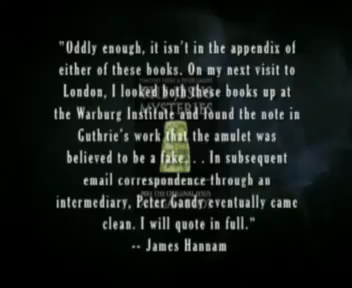 "Oddly enough, it isn't in the appendix of
either of these books. On my next visit to
London, I looked both these books up at
the Warburg Institute and found the note in
Guthrie's work that the amulet was
believed to be a fake. . . In subsequent
email correspondence through an
intermediary, Peter Gandy eventually came
clean. I will quote in full."
-- James Hannam
MYSTERIES